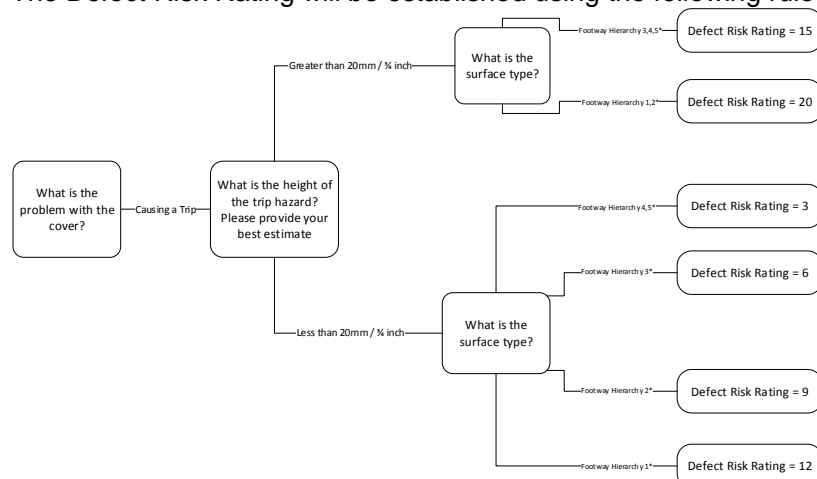 The Defect Risk Rating will be established using the following rule
What is the
problem with the
cover?
Causing a Trip
What is the height of
the trip hazard?
Please provide your
best estimate
Greater than 20mm / ¾ inch
What is the
surface type?
Footway Hierarchy 3,4,5*
Defect Risk Rating = 15
Footway Hierarchy 1,2*
Defect Risk Rating = 20
Less than 20mm / ¾ inch
What is the
surface type?
Footway Hierarchy 4,5*
Defect Risk Rating = 3
Footway Hierarchy 3*
Defect Risk Rating = 6
Footway Hierarchy 2*
Defect Risk Rating = 9
Footway Hierarchy 1*
Defect Risk Rating = 12